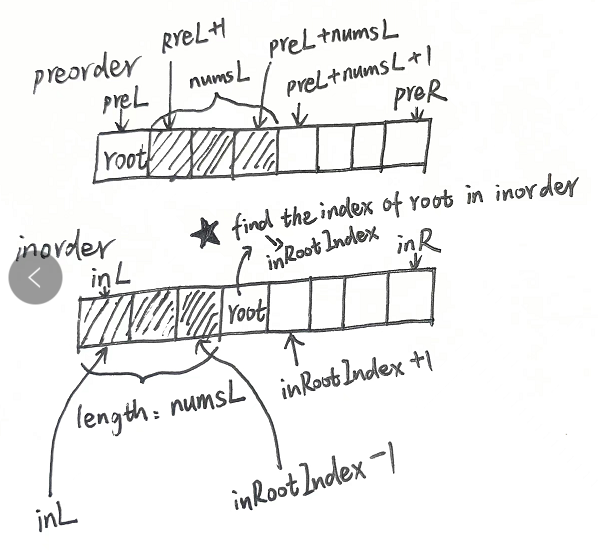 preL+1
preL+numsL
preorder
numsL
preL+numsL+1
preL
preR
root
★ find the index of root in inorder
inRootIndex
inorder
inR
inL
root
inRootIndex+1
length: numsL
inRootIndex-1
inL